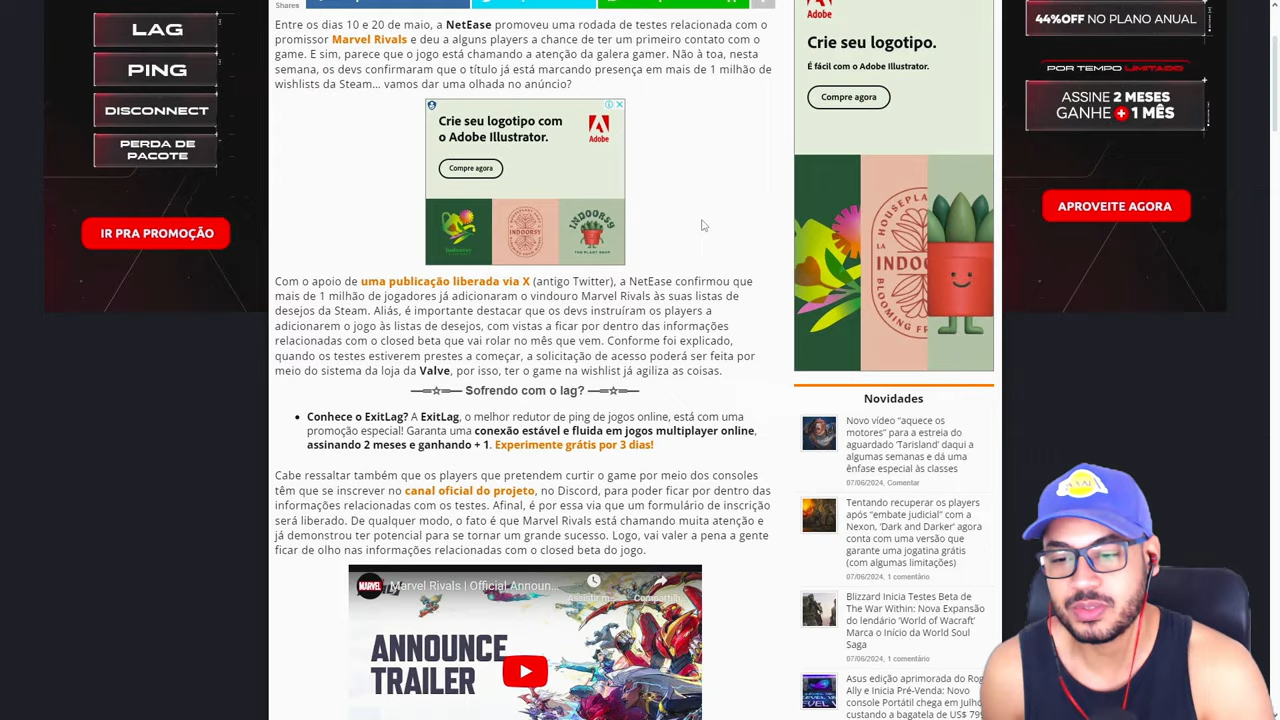 LAG
PING
DISCONNECT
PERDA DE
PACOTE
IR PRA PROMOÇÃO
Shares
Entre os dias 10 e 20 de maio, a NetEase promoveu uma rodada de testes relacionada com o
promissor Marvel Rivals e deu a alguns players a chance de ter um primeiro contato com o
game. E sim, parece que o jogo está chamando a atenção da galera gamer. Não à toa, nesta
semana, os devs confirmaram que o título já está marcando presença em mais de 1 milhão de
wishlists da Steam… vamos dar uma olhada no anúncio?
Crie seu logotipo com
o Adobe Illustrator.
Adobe
Compre agora
INDOORSY
INDOORSY
THE PLANT SHOP
Com o apoio de uma publicação liberada via X (antigo Twitter), a NetEase confirmou que
mais de 1 milhão de jogadores já adicionaram o vindouro Marvel Rivals às suas listas de
desejos da Steam. Aliás, é importante destacar que os devs instruíram os players a
adicionarem o jogo às listas de desejos, com vistas a ficar por dentro das informações
relacionadas com o closed beta que vai rolar no mês que vem. Conforme foi explicado,
quando os testes estiverem prestes a começar, a solicitação de acesso poderá ser feita por
meio do sistema da loja da Valve, por isso, ter o game na wishlist já agiliza as coisas.
—═☆═— Sofrendo com o lag? —═☆═—
• Conhece o ExitLag? A ExitLag, o melhor redutor de ping de jogos online, está com uma
promoção especial! Garanta uma conexão estável e fluida em jogos multiplayer online,
assinando 2 meses e ganhando + 1. Experimente grátis por 3 dias!
Cabe ressaltar também que os players que pretendem curtir o game por meio dos consoles
têm que se inscrever no canal oficial do projeto, no Discord, para poder ficar por dentro das
informações relacionadas com os testes. Afinal, é por essa via que um formulário de inscrição
será liberado. De qualquer modo, o fato é que Marvel Rivals está chamando muita atenção e
já demonstrou ter potencial para se tornar um grande sucesso. Logo, vai valer a pena a gente
ficar de olho nas informações relacionadas com o closed beta do jogo.
MARVEL
Marvel Rivals | Official Announ...
Assistir m...
Compartilh...
ANNOUNCE
TRAILER
Adobe
Crie seu logotipo.
É fácil com o Adobe Illustrator.
Compre agora
Novidades
Novo vídeo “aquece os
motores” para a estreia do
aguardado ‘Tarisland’ daqui a
algumas semanas e dá uma
ênfase especial às classes
07/06/2024, Comentar
Tentando recuperar os players
após “embate judicial” com a
Nexon, ‘Dark and Darker’ agora
conta com uma versão que
garante uma jogatina grátis
(com algumas limitações)
07/06/2024, 1 comentário
Blizzard Inicia Testes Beta de
The War Within: Nova Expansão
do lendário ‘World of Wacraft’
Marca o Início da World Soul
Saga
07/06/2024, 1 comentário
Asus edição aprimorada do Rog
Ally e Inicia Pré-Venda: Novo
console Portátil chega em Julho
custando a bagatela de US$ 799
44%OFF NO PLANO ANUAL
POR TEMPO LIMITADO
ASSINE 2 MESES
GANHE + 1 MÊS
APROVEITE AGORA